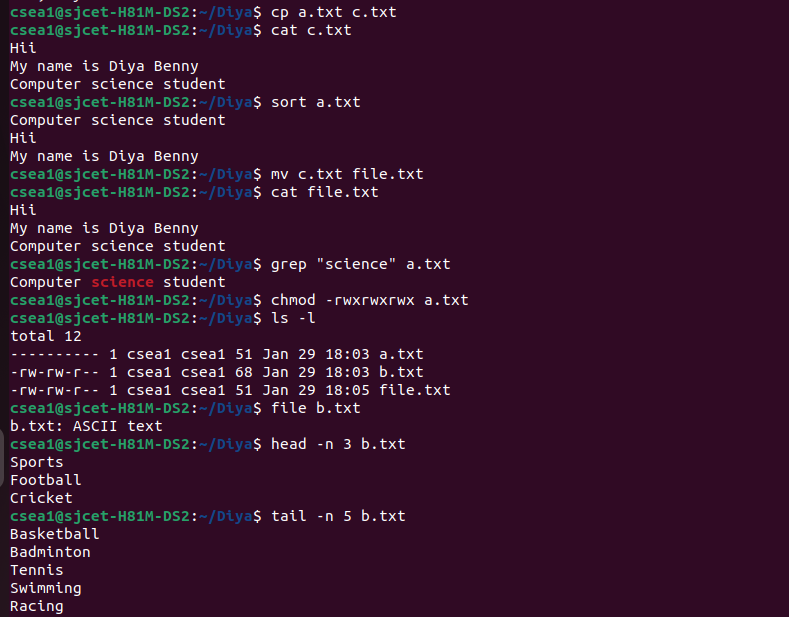 csea1@sjcet-H81M-DS2:~/Diya$ cp a.txt c.txt
csea1@sjcet-H81M-DS2:~/Diya$ cat c.txt
Hii
My name is Diya Benny
Computer science student
csea1@sjcet-H81M-DS2:~/Diya$ sort a.txt
Computer science student
Hii
My name is Diya Benny
csea1@sjcet-H81M-DS2:~/Diya$ mv c.txt file.txt
csea1@sjcet-H81M-DS2:~/Diya$ cat file.txt
Hii
My name is Diya Benny
Computer science student
csea1@sjcet-H81M-DS2:~/Diya$ grep "science" a.txt
Computer science student
csea1@sjcet-H81M-DS2:~/Diya$ chmod -rwxrwxrwx a.txt
csea1@sjcet-H81M-DS2:~/Diya$ ls -l
total 12
---------- 1 csea1 csea1 51 Jan 29 18:03 a.txt
-rw-rw-r-- 1 csea1 csea1 68 Jan 29 18:03 b.txt
-rw-rw-r-- 1 csea1 csea1 51 Jan 29 18:05 file.txt
csea1@sjcet-H81M-DS2:~/Diya$ file b.txt
b.txt: ASCII text
csea1@sjcet-H81M-DS2:~/Diya$ head -n 3 b.txt
Sports
Football
Cricket
csea1@sjcet-H81M-DS2:~/Diya$ tail -n 5 b.txt
Basketball
Badminton
Tennis
Swimming
Racing